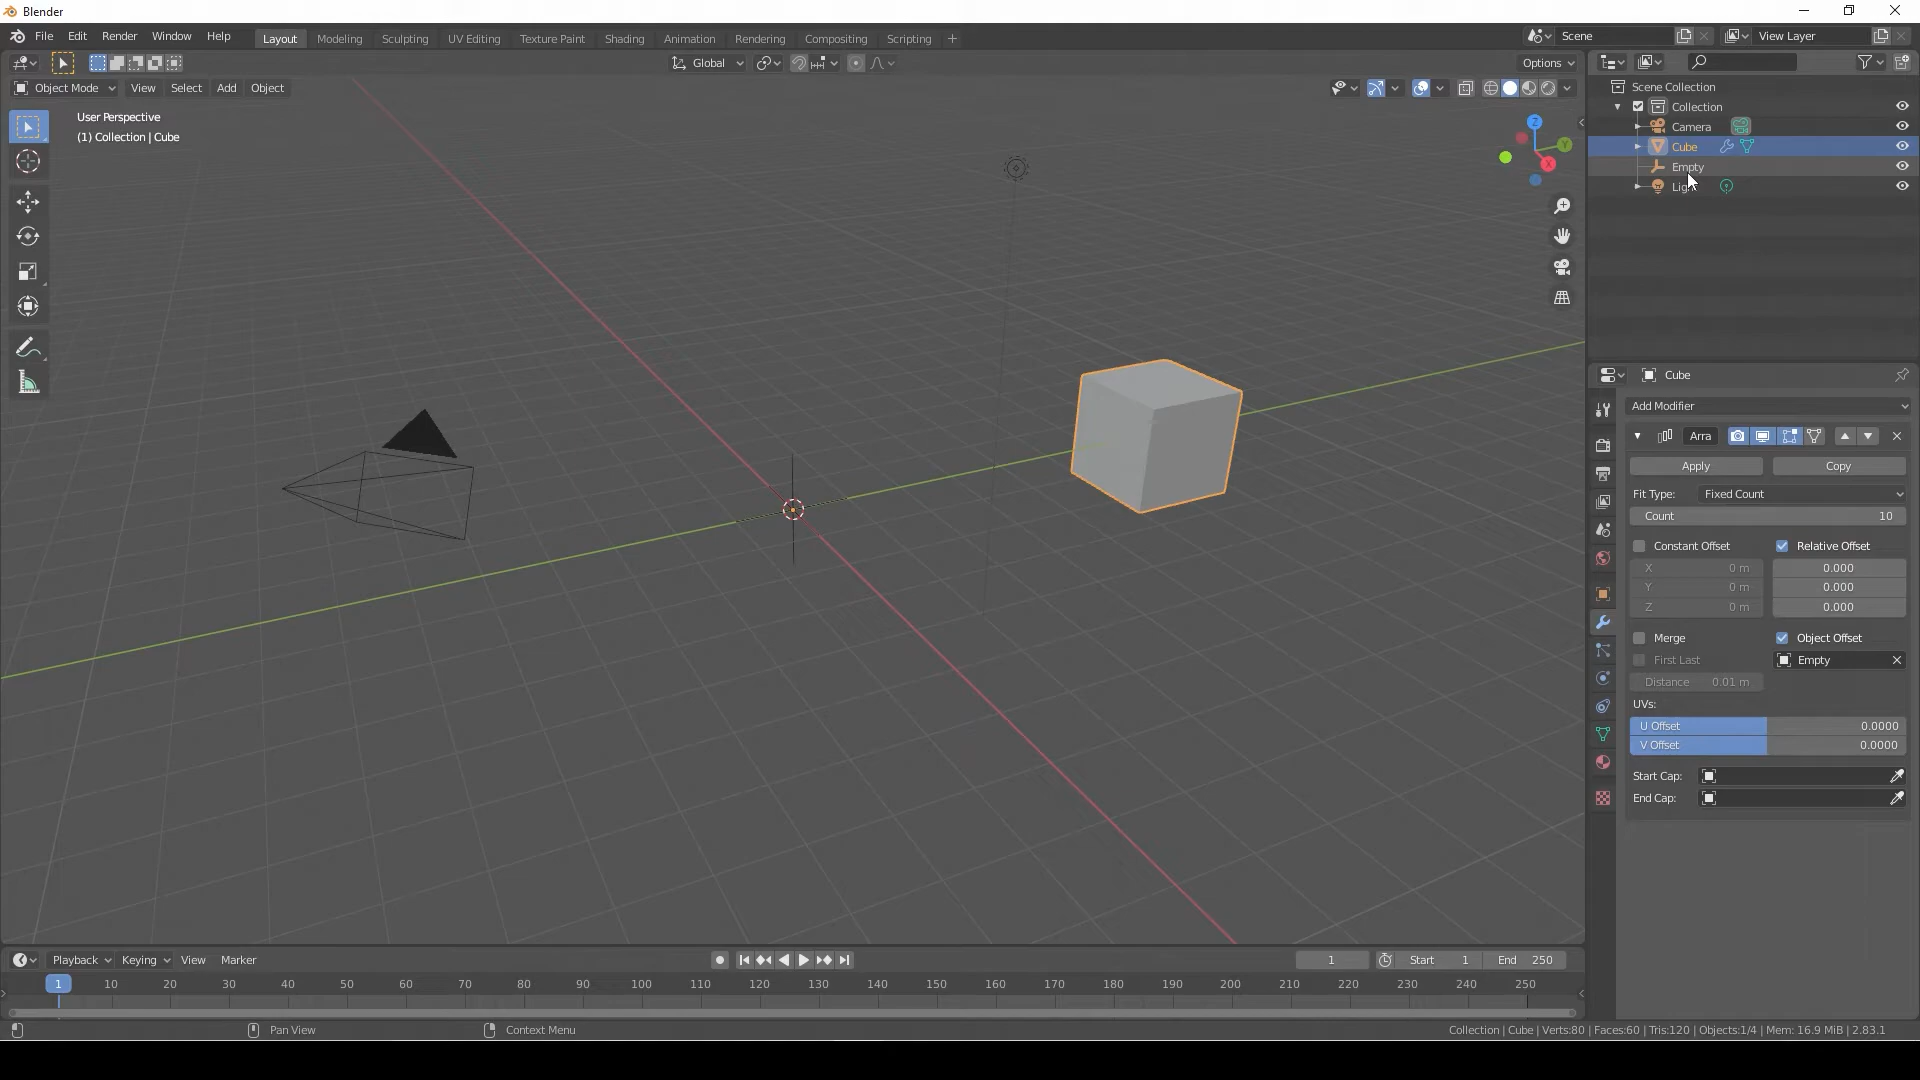 Blender
File Edit Render Window Help Layout Modeling Sculpting UV Editing Texture Paint Shading Animation Rendering Compositing Scripting + Scene View Layer
Global Options
Object Mode View Select Add Object
User Perspective
(1) Collection | Cube
Z
Y
X
Scene Collection
Collection
Camera
Cube
Empty
Cube
Add Modifier
Arra
Apply Copy
Fit Type: Fixed Count
Count 10
Constant Offset Relative Offset
X 0 m 0.000
Y 0 m 0.000
Z 0 m 0.000
Merge Object Offset
First Last Empty
Distance 0.01 m
UVs:
U Offset 0.0000
V Offset 0.0000
Start Cap:
End Cap:
Playback Keying View Marker 1 Start 1 End 250
1 10 20 30 40 50 60 70 80 90 100 110 120 130 140 150 160 170 180 190 200 210 220 230 240 250
Pan View Context Menu Collection | Cube | Verts:80 | Faces:60 | Tris:120 | Objects:1/4 | Mem: 16.9 MiB | 2.83.1